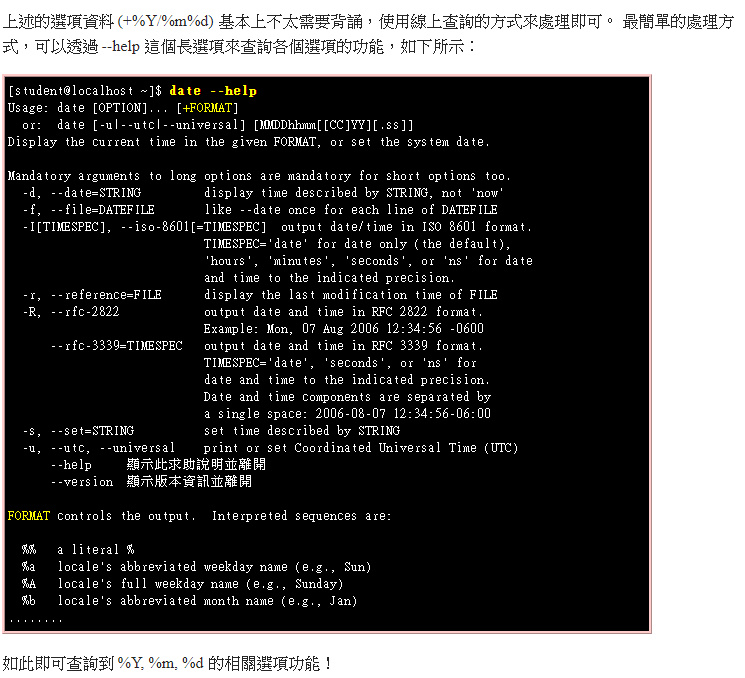 上述的選項資料 (+%Y/%m%d) 基本上不太需要背誦，使用線上查詢的方式來處理即可。 最簡單的處理方
式，可以透過 --help 這個長選項來查詢各個選項的功能，如下所示：
[student@localhost ~]$ date --help
Usage: date [OPTION]... [+FORMAT]
  or:  date [-u|--utc|--universal] [MMDDhhmm[[CC]YY][.ss]]
Display the current time in the given FORMAT, or set the system date.
Mandatory arguments to long options are mandatory for short options too.
  -d, --date=STRING         display time described by STRING, not 'now'
  -f, --file=DATEFILE       like --date once for each line of DATEFILE
  -I[TIMESPEC], --iso-8601[=TIMESPEC]  output date/time in ISO 8601 format.
                            TIMESPEC='date' for date only (the default),
                            'hours', 'minutes', 'seconds', or 'ns' for date
                            and time to the indicated precision.
  -r, --reference=FILE      display the last modification time of FILE
  -R, --rfc-2822            output date and time in RFC 2822 format.
                            Example: Mon, 07 Aug 2006 12:34:56 -0600
      --rfc-3339=TIMESPEC   output date and time in RFC 3339 format.
                            TIMESPEC='date', 'seconds', or 'ns' for
                            date and time to the indicated precision.
                            Date and time components are separated by
                            a single space: 2006-08-07 12:34:56-06:00
  -s, --set=STRING          set time described by STRING
  -u, --utc, --universal    print or set Coordinated Universal Time (UTC)
      --help     顯示此求助說明並離開
      --version  顯示版本資訊並離開
FORMAT controls the output.  Interpreted sequences are:
  %%   a literal %
  %a   locale's abbreviated weekday name (e.g., Sun)
  %A   locale's full weekday name (e.g., Sunday)
  %b   locale's abbreviated month name (e.g., Jan)
........
如此即可查詢到 %Y, %m, %d 的相關選項功能！